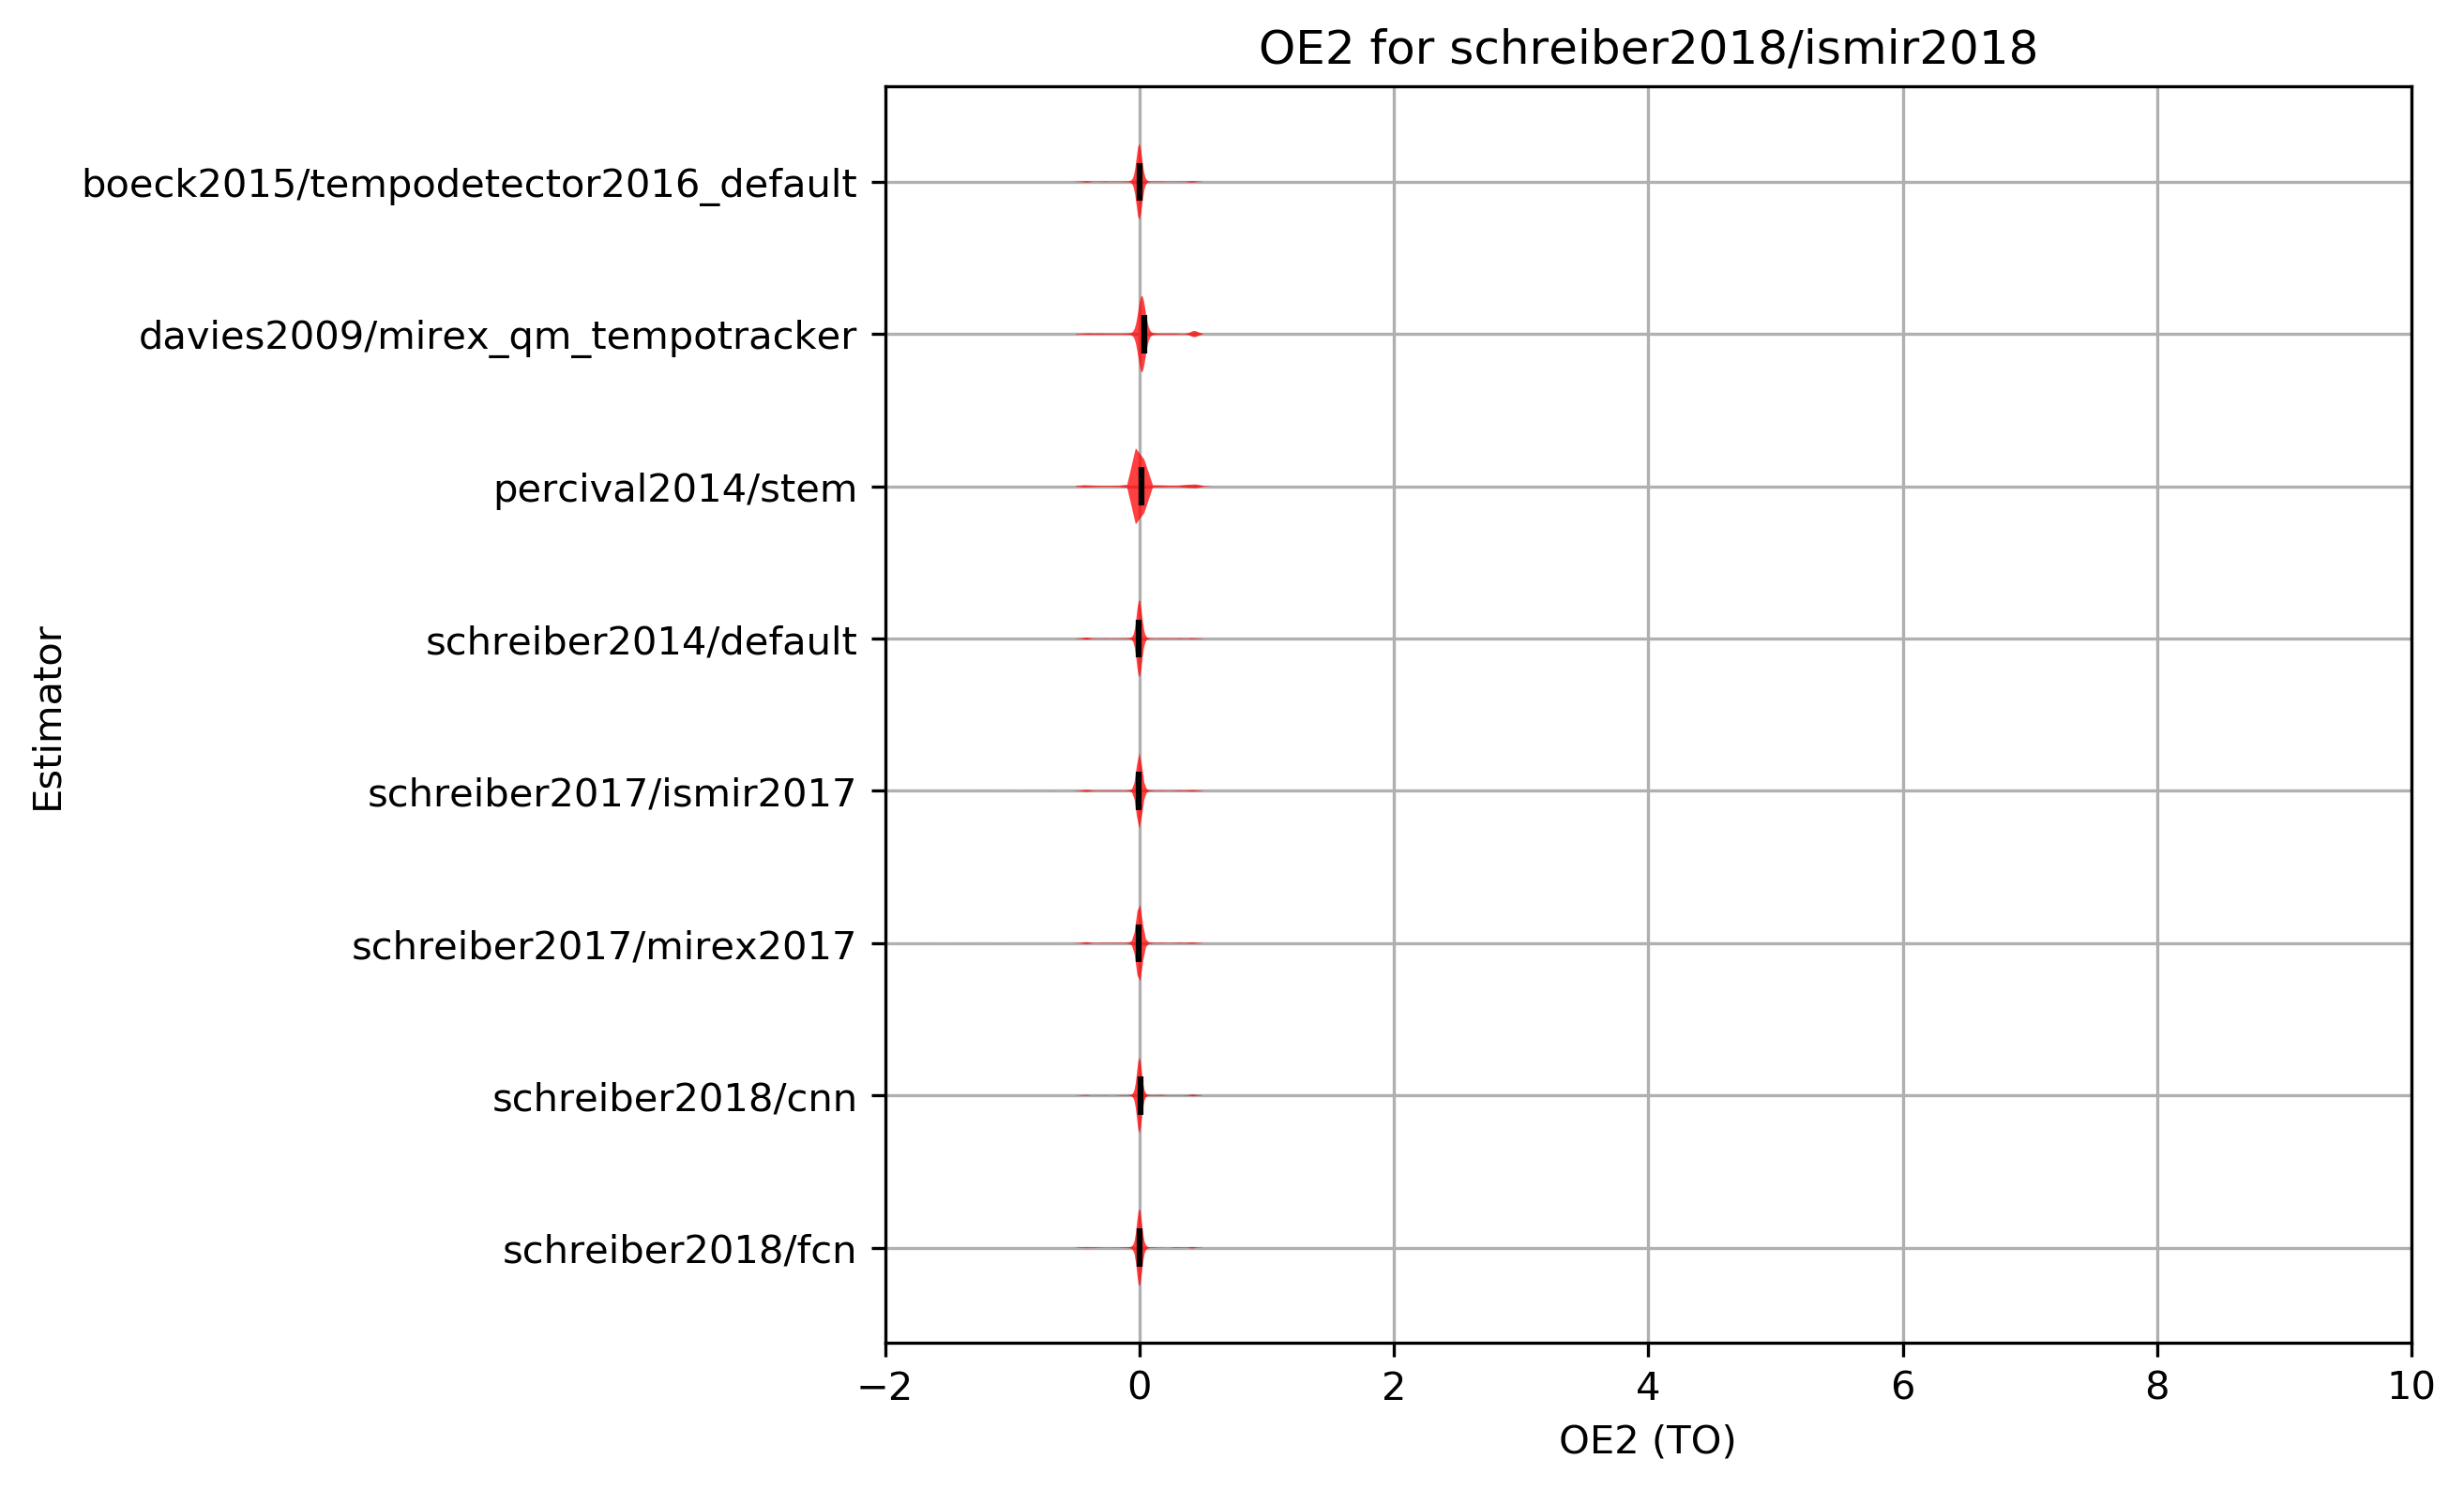 OE2 for schreiber2018/ismir2018
boeck2015/tempodetector2016_default
davies2009/mirex_qm_tempotracker
percival2014/stem
schreiber2014/default
schreiber2017/ismir2017
schreiber2017/mirex2017
schreiber2018/cnn
schreiber2018/fcn
Estimator
−2 0 2 4 6 8 10
OE2 (TO)